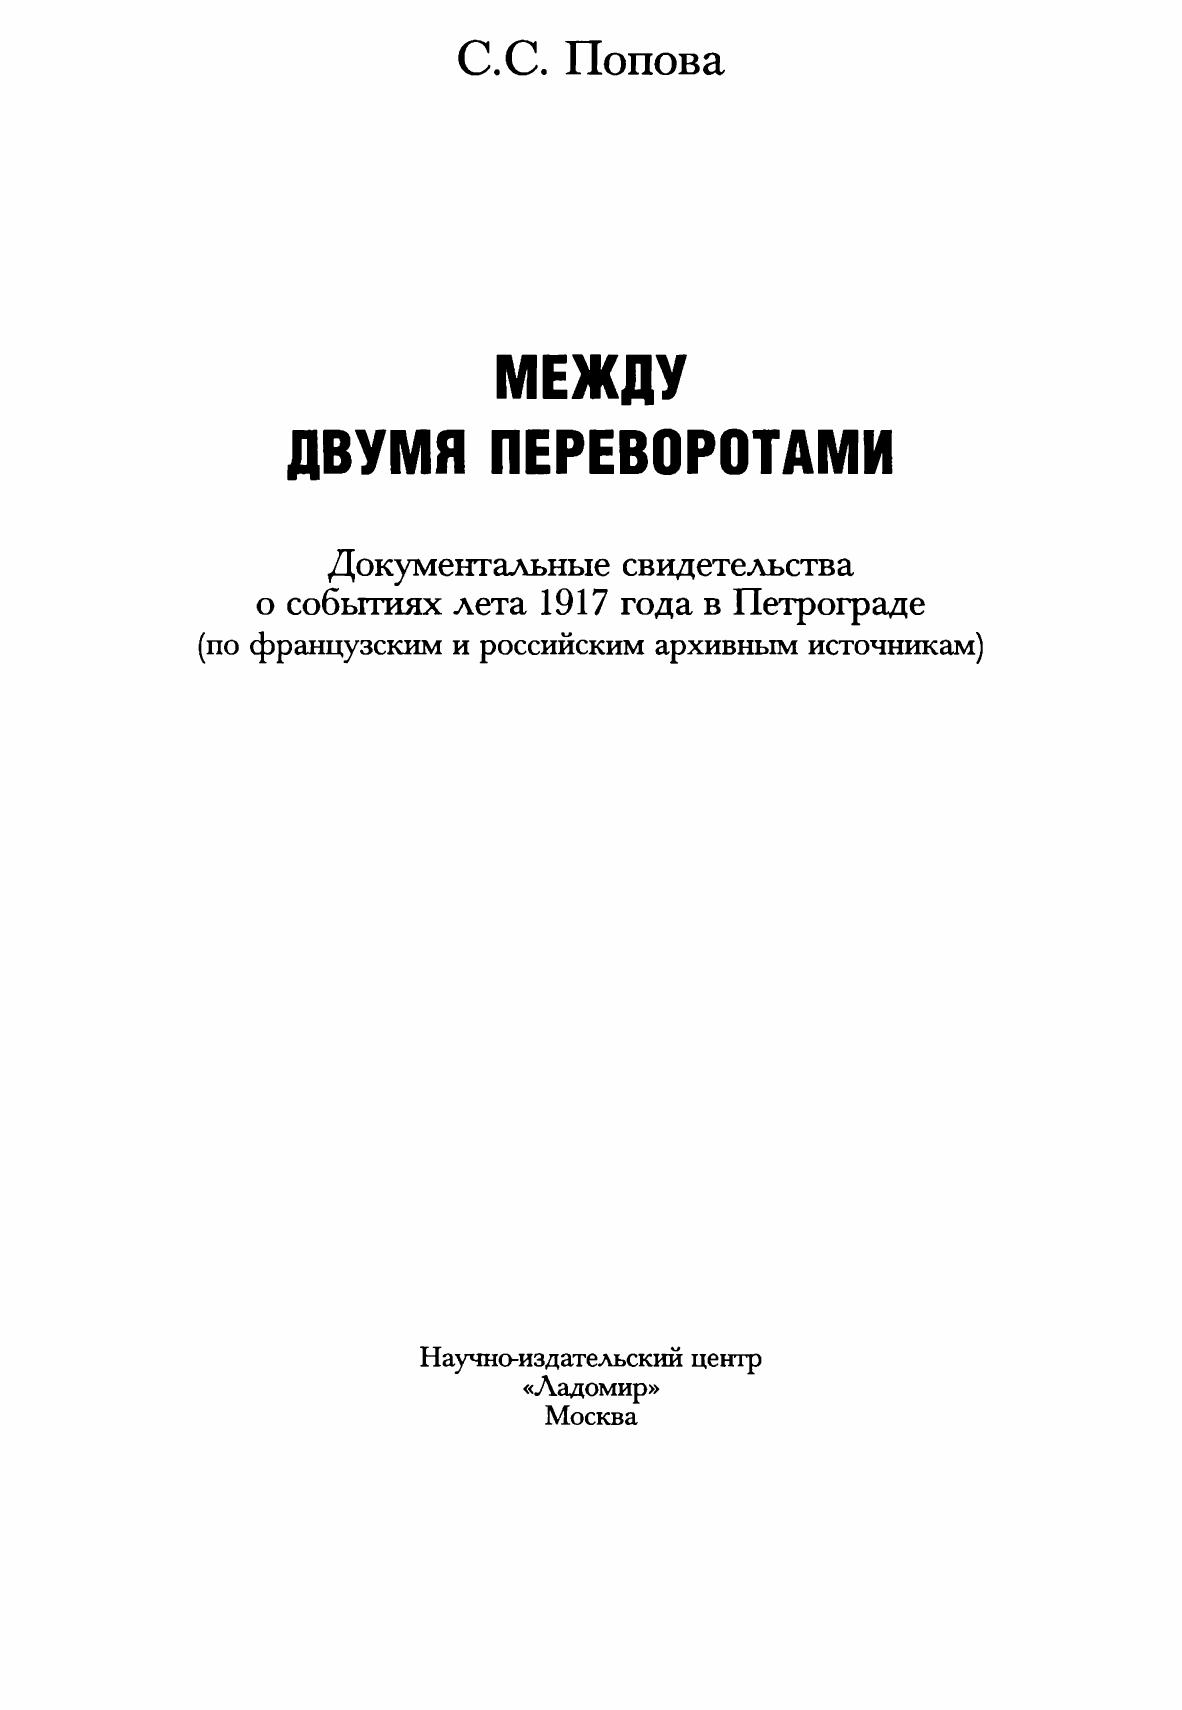 С.С. Попова
МЕЖДУ
ДВУМЯ ПЕРЕВОРОТАМИ
Документальные свидетельства
о событиях лета 1917 года в Петрограде
(по французским и российским архивным источникам)
Научно-издательский центр
«Ладомир»
Москва